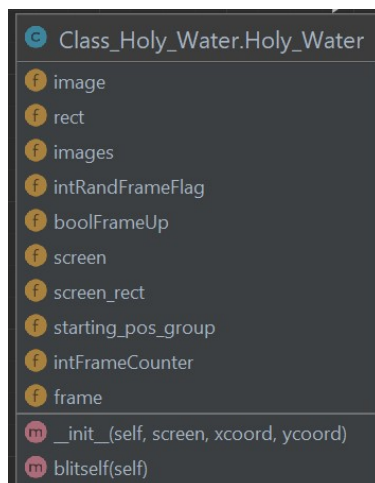 C Class_Holy_Water.Holy_Water
f image
f rect
f images
f intRandFrameFlag
f boolFrameUp
f screen
f screen_rect
f starting_pos_group
f intFrameCounter
f frame
m __init__(self, screen, xcoord, ycoord)
m blitself(self)